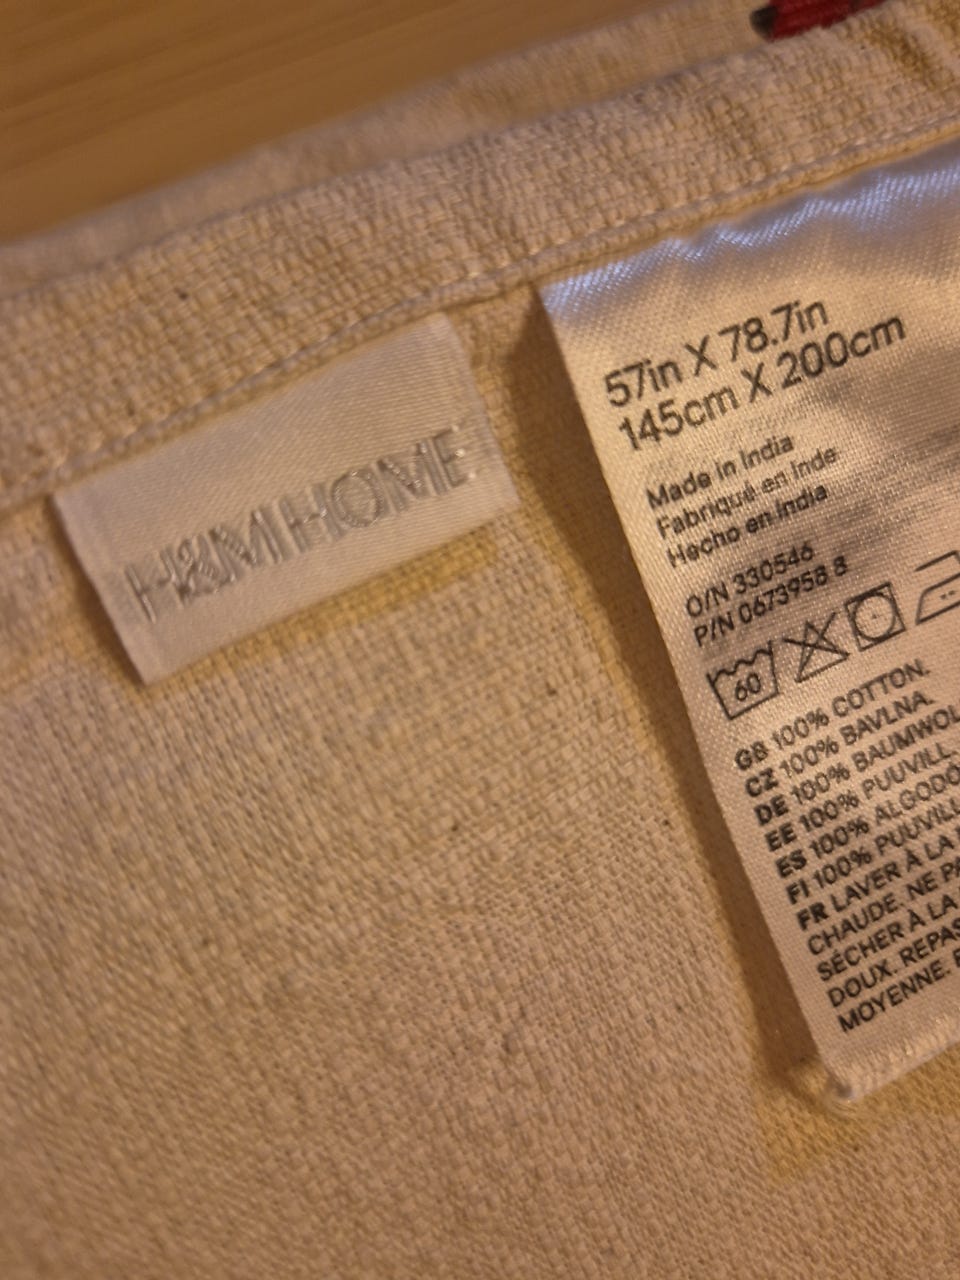 H&M HOME
57in X 78.7in
145cm X 200cm
Made in India
Fabriqué en Inde
Hecho en India
O/N 330546
P/N 0673958 8
60
GB 100% COTTON.
CZ 100% BAVLNA.
DE 100% BAUMWOL
EE 100% PUUVILL.
ES 100% ALGODÓ
FI 100% PUUVILL
FR LAVER À LA
CHAUDE. NE PA
SÉCHER À LA
DOUX. REPAS
MOYENNE.